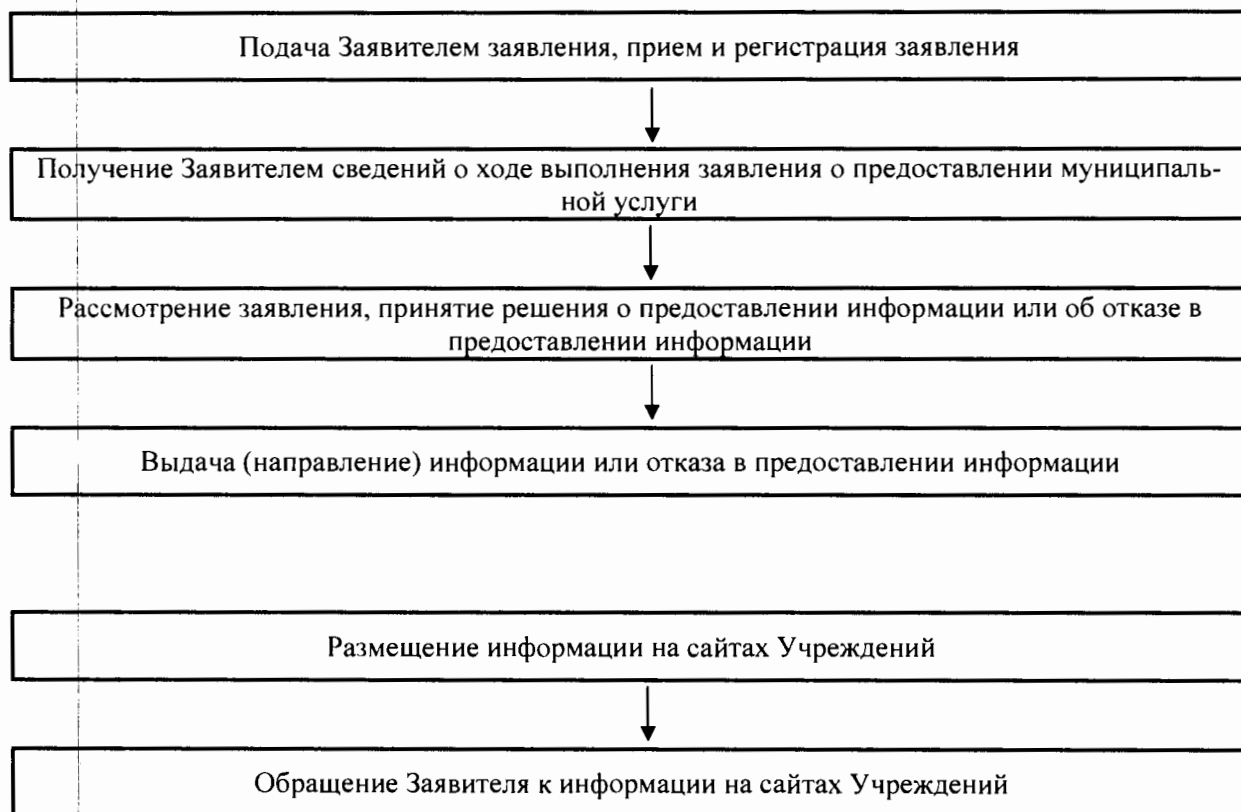 Подача Заявителем заявления, прием и регистрация заявления
Получение Заявителем сведений о ходе выполнения заявления о предоставлении муниципаль-
ной услуги
Рассмотрение заявления, принятие решения о предоставлении информации или об отказе в
предоставлении информации
Выдача (направление) информации или отказа в предоставлении информации
Размещение информации на сайтах Учреждений
Обращение Заявителя к информации на сайтах Учреждений